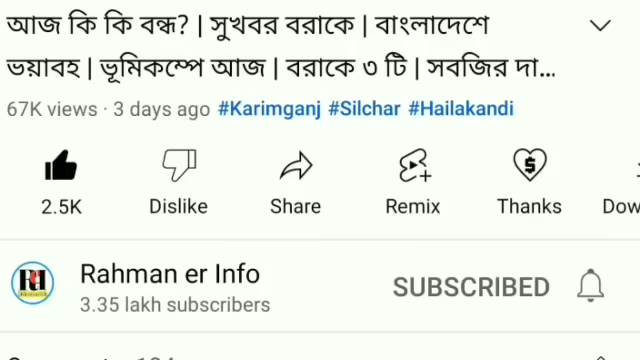 আজ কি কি বন্ধ? | সুখবর বরাকে | বাংলাদেশে
ভয়াবহ | ভূমিকম্পে আজ | বরাকে ৩ টি | সবজির দা...
67K views · 3 days ago #Karimganj #Silchar #Hailakandi
2.5K Dislike Share Remix Thanks Dow
Rahman er Info
3.35 lakh subscribers
SUBSCRIBED